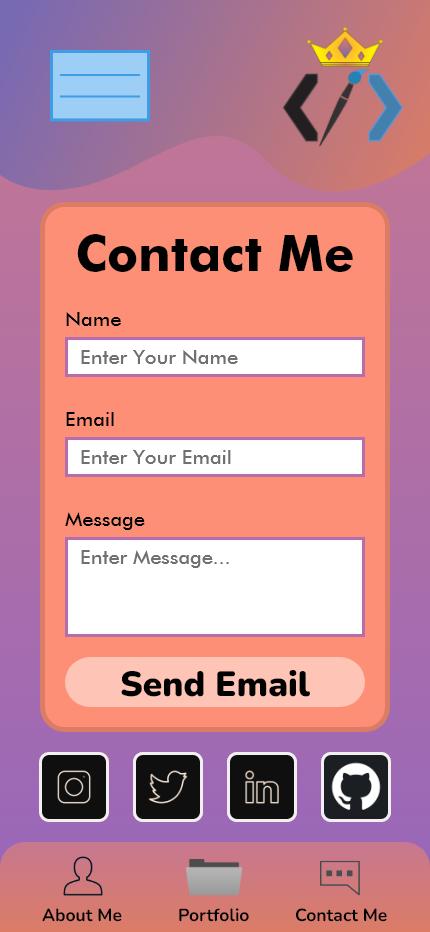 Contact Me
Name
Enter Your Name
Email
Enter Your Email
Message
Enter Message...
Send Email
in
About Me
Portfolio
Contact Me